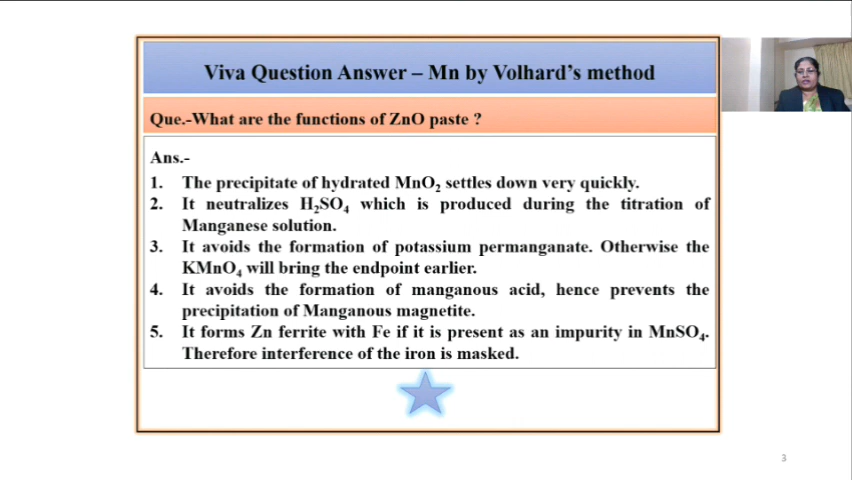 Viva Question Answer – Mn by Volhard's method
Que.-What are the functions of ZnO paste ?
Ans.-
1. The precipitate of hydrated MnO₂ settles down very quickly.
2. It neutralizes H₂SO₄ which is produced during the titration of
Manganese solution.
3. It avoids the formation of potassium permanganate. Otherwise the
KMnO₄ will bring the endpoint earlier.
4. It avoids the formation of manganous acid, hence prevents the
precipitation of Manganous magnetite.
5. It forms Zn ferrite with Fe if it is present as an impurity in MnSO₄.
Therefore interference of the iron is masked.
3